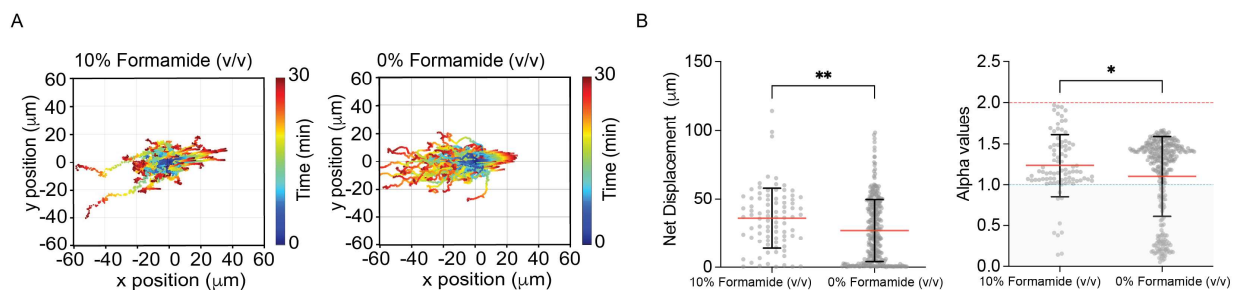 A
B
10% Formamide (v/v)
60
40
20
0
-20
-40
-60
y position (μm)
-60 -40 -20 0 20 40 60
x position (μm)
30
0
Time (min)
0% Formamide (v/v)
60
40
20
0
-20
-40
-60
y position (μm)
-60 -40 -20 0 20 40 60
x position (μm)
30
0
Time (min)
150
100
50
0
Net Displacement (μm)
**
10% Formamide (v/v) 0% Formamide (v/v)
2.5
2.0
1.5
1.0
0.5
0.0
Alpha values
*
10% Formamide (v/v) 0% Formamide (v/v)